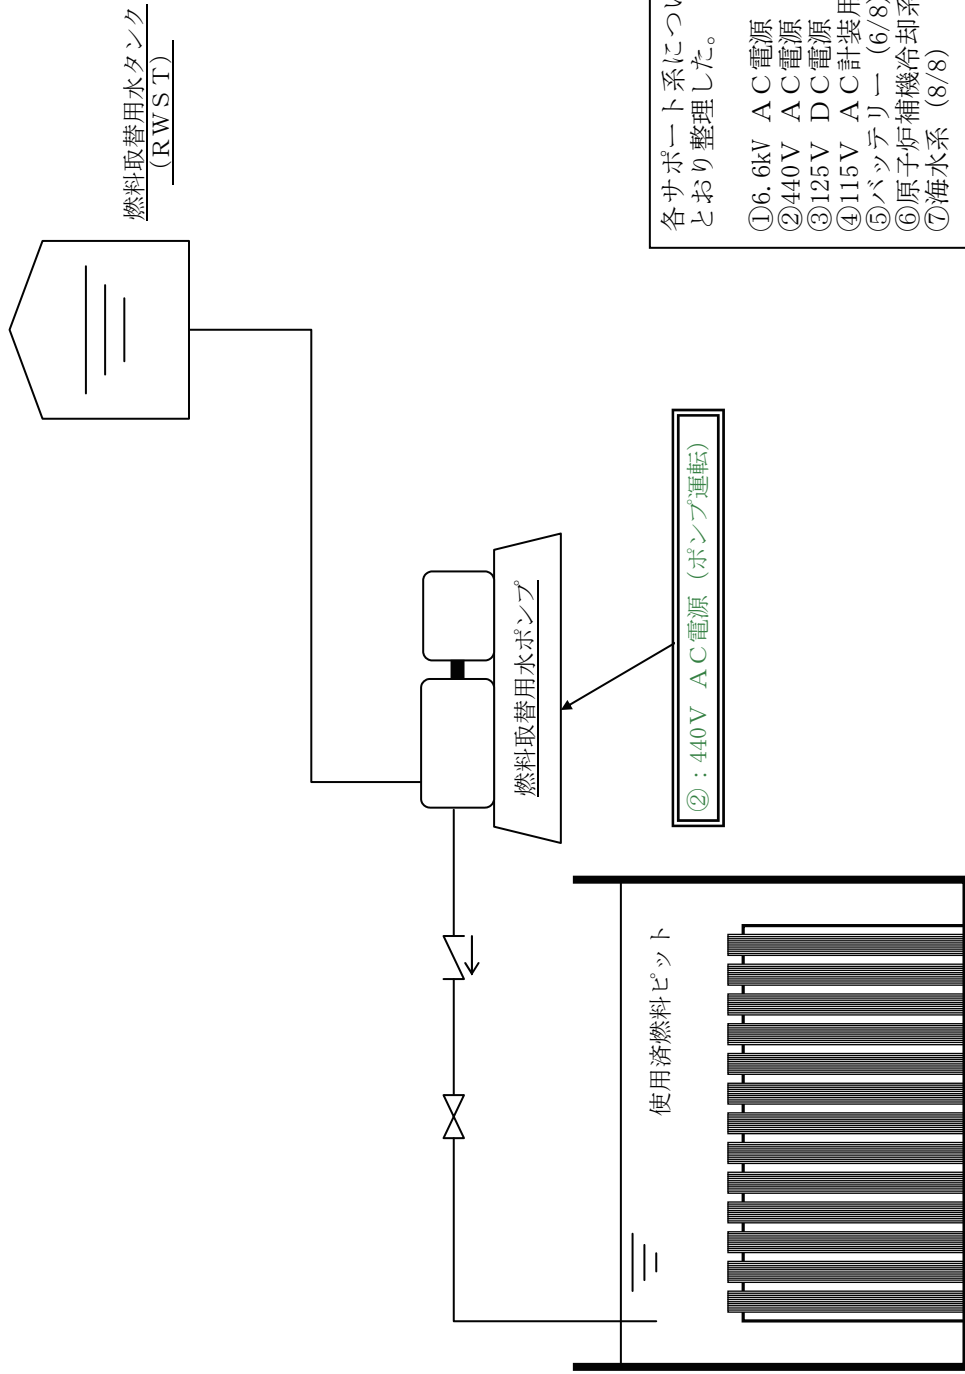 燃料取替用水タンク
(RWST)
燃料取替用水ポンプ
②:440V AC電源(ポンプ運転)
使用済燃料ピット
各サポート系につい
とおり整理した。
①6.6kV AC電源
②440V AC電源
③125V DC電源
④115V AC計装用
⑤バッテリー(6/8)
⑥原子炉補機冷却系
⑦海水系(8/8)